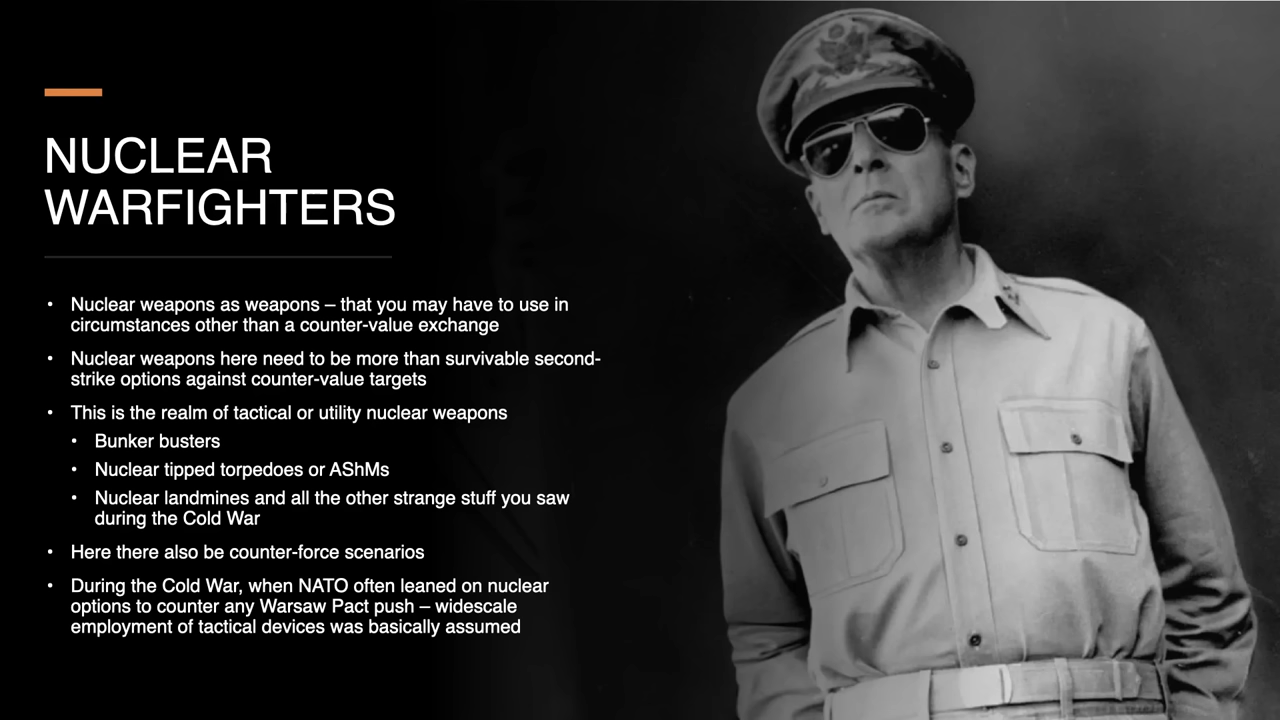 NUCLEAR
WARFIGHTERS
• Nuclear weapons as weapons – that you may have to use in
circumstances other than a counter-value exchange
• Nuclear weapons here need to be more than survivable second-
strike options against counter-value targets
• This is the realm of tactical or utility nuclear weapons
• Bunker busters
• Nuclear tipped torpedoes or AShMs
• Nuclear landmines and all the other strange stuff you saw
during the Cold War
• Here there also be counter-force scenarios
• During the Cold War, when NATO often leaned on nuclear
options to counter any Warsaw Pact push – widescale
employment of tactical devices was basically assumed